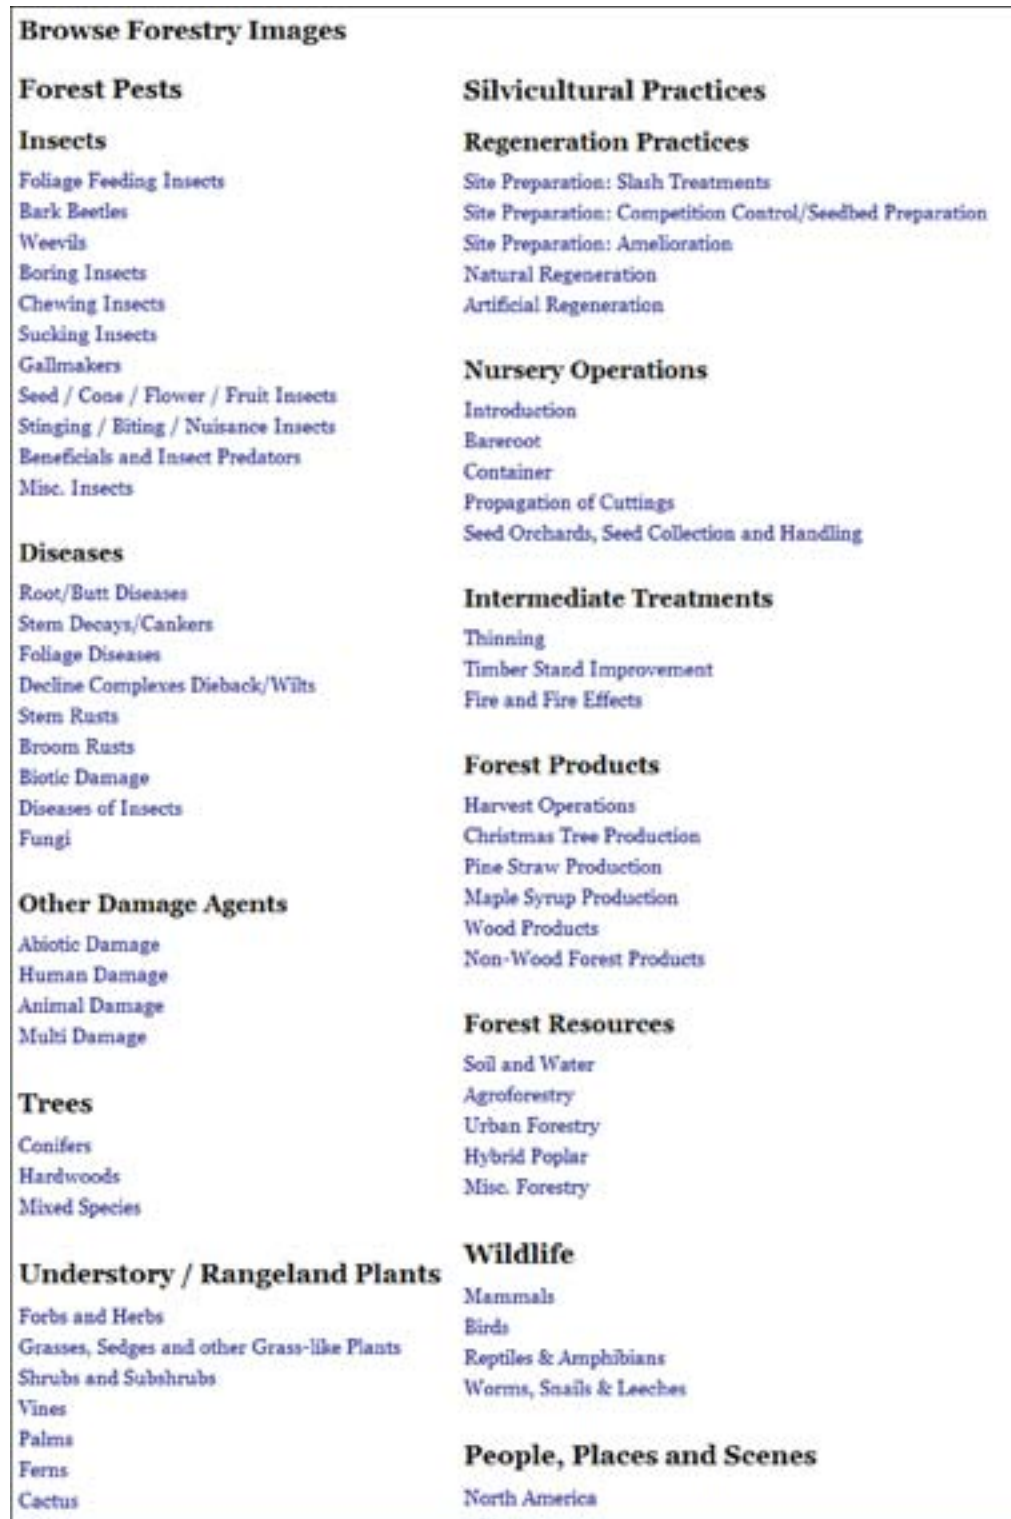 Browse Forestry Images
Forest Pests
Insects
Foliage Feeding Insects
Bark Beetles
Weevils
Boring Insects
Chewing Insects
Sucking Insects
Gallmakers
Seed / Cone / Flower / Fruit Insects
Stinging / Biting / Nuisance Insects
Beneficials and Insect Predators
Misc. Insects
Diseases
Root/Butt Diseases
Stem Decays/Cankers
Foliage Diseases
Decline Complexes Dieback/Wilts
Stem Rusts
Broom Rusts
Biotic Damage
Diseases of Insects
Fungi
Other Damage Agents
Abiotic Damage
Human Damage
Animal Damage
Multi Damage
Trees
Conifers
Hardwoods
Mixed Species
Understory / Rangeland Plants
Forbs and Herbs
Grasses, Sedges and other Grass-like Plants
Shrubs and Subshrubs
Vines
Palms
Ferns
Cactus
Silvicultural Practices
Regeneration Practices
Site Preparation: Slash Treatments
Site Preparation: Competition Control/Seedbed Preparation
Site Preparation: Amelioration
Natural Regeneration
Artificial Regeneration
Nursery Operations
Introduction
Bareroot
Container
Propagation of Cuttings
Seed Orchards, Seed Collection and Handling
Intermediate Treatments
Thinning
Timber Stand Improvement
Fire and Fire Effects
Forest Products
Harvest Operations
Christmas Tree Production
Pine Straw Production
Maple Syrup Production
Wood Products
Non-Wood Forest Products
Forest Resources
Soil and Water
Agroforestry
Urban Forestry
Hybrid Poplar
Misc. Forestry
Wildlife
Mammals
Birds
Reptiles & Amphibians
Worms, Snails & Leeches
People, Places and Scenes
North America